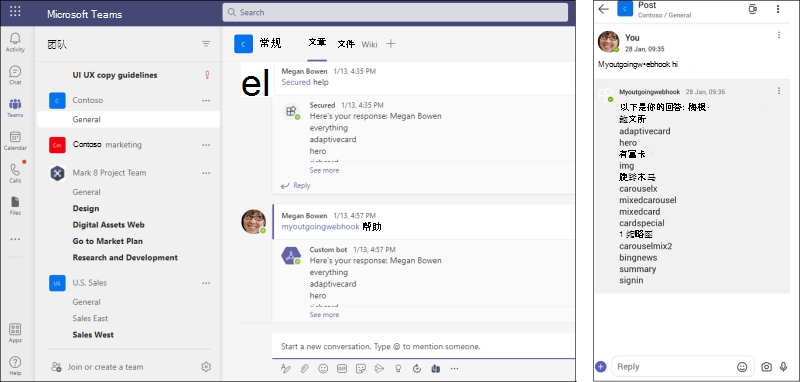 Microsoft Teams
Search
Activity
Chat
Teams
Calendar
Calls
Files
Apps
Help
团队
UI UX copy guidelines
C Contoso
General
Cm Contoso marketing
Mark 8 Project Team
General
Design
Digital Assets Web
Go to Market Plan
Research and Development
US U.S. Sales
General
Sales East
Sales West
Join or create a team
C 常规 文章 文件 Wiki
el
Megan Bowen 1/13, 4:35 PM
Secured help
Secured 1/13, 4:35 PM
Here's your response: Megan Bowen
everything
adaptivecard
hero
See more
Reply
Megan Bowen 1/13, 4:57 PM
myoutgoingwebhook 帮助
Custom bot 1/13, 4:57 PM
Here's your response: Megan Bowen
everything
adaptivecard
hero
See more
Start a new conversation. Type @ to mention someone.
C Post
Contoso / General
You
28 Jan, 09:35
Myoutgoingw•ebhook hi
Myoutgoingwebhook 28 Jan, 09:36
以下是你的回答: 梅根·
鲍文所
adaptivecard
hero
有富卡
img
旋转木马
carouselx
mixedcarousel
mixedcard
cardspecial
1 缩略图
carouselmix2
bingnews
summary
signin
Reply